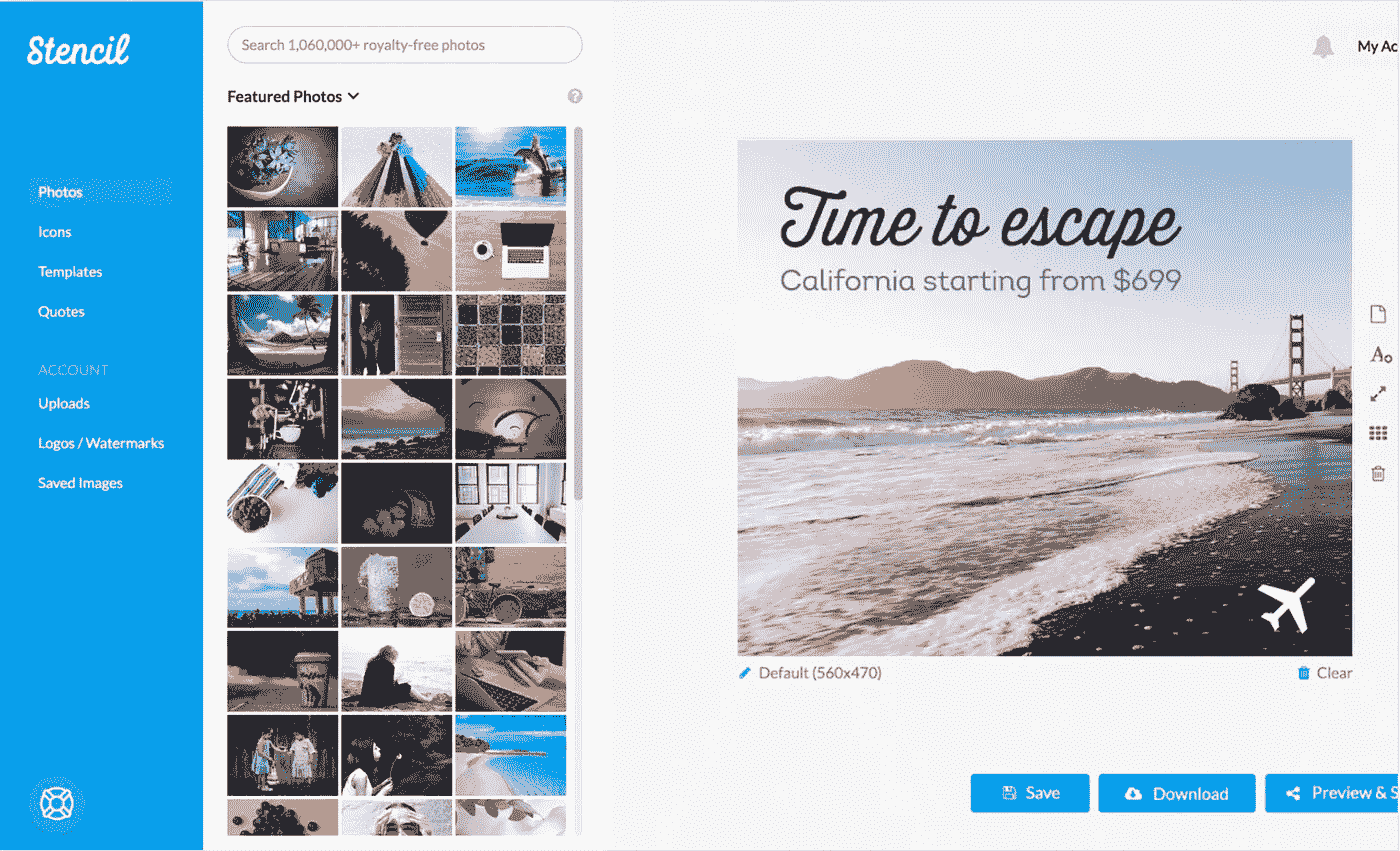 Stencil
Photos
Icons
Templates
Quotes
ACCOUNT
Uploads
Logos / Watermarks
Saved Images
Search 1,060,000+ royalty-free photos
Featured Photos
?
My Ac
Time to escape
California starting from $699
A
Default (560x470)
Clear
Save
Download
Preview & S